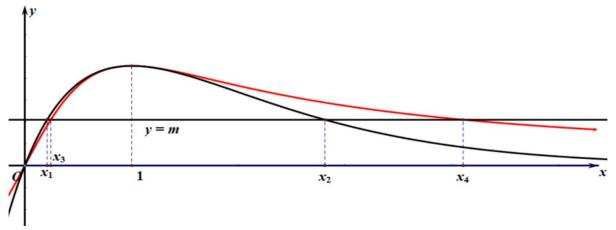 y
y = m
x₃
O x₁ 1 x₂ x₄ x